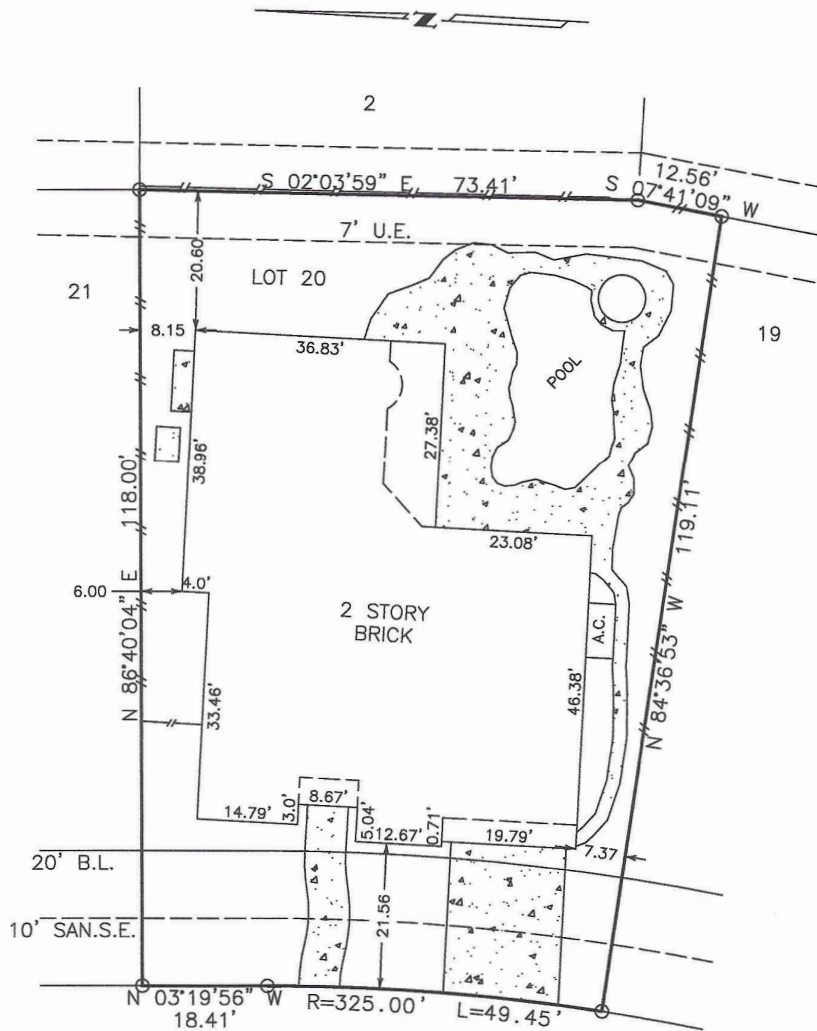 N
2
12.56'
S 02°03'59" E 73.41'
S 07°41'09" W
7' U.E.
20.60
LOT 20
21
19
8.15
36.83'
POOL
27.38'
38.96'
118.00'
N 86°40'04" E
119.11'
N 84°36'53" W
23.08'
6.00
4.0'
2 STORY
BRICK
A.C.
46.38'
33.46'
14.79'
3.0'
8.67'
5.04'
12.67'
0.71'
19.79'
7.37
20' B.L.
21.56
10' SAN.S.E.
N 03°19'56" W
18.41'
R=325.00'
L=49.45'